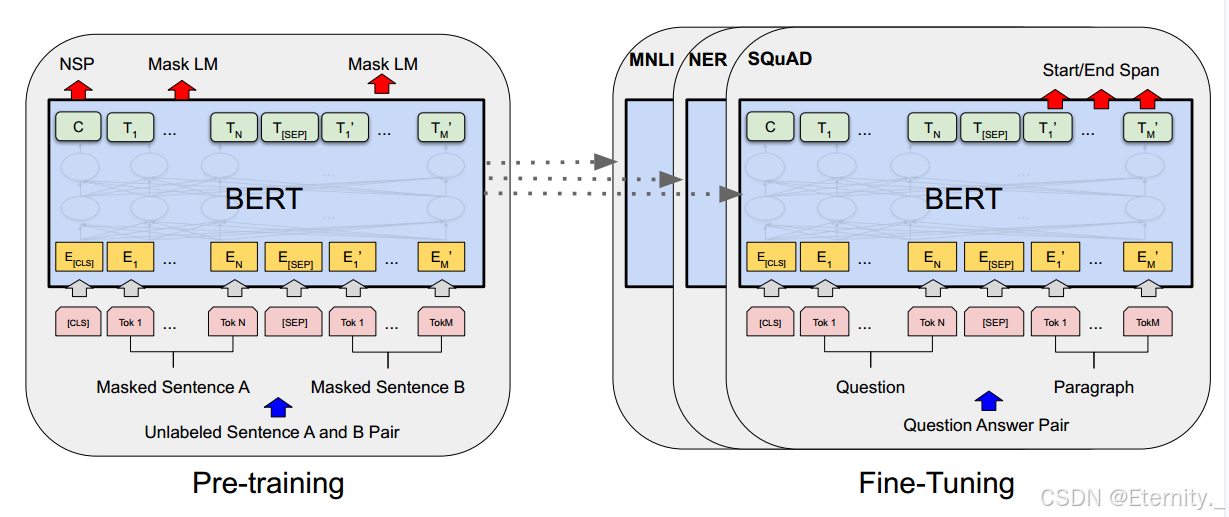 NSP Mask LM Mask LM
C T1 ... TN T[SEP] T1’ ... TM’
...
BERT
...
E[CLS] E1 ... EN E[SEP] E1’ ... EM’
[CLS] Tok 1 ... Tok N [SEP] Tok 1 ... TokM
Masked Sentence A Masked Sentence B
Unlabeled Sentence A and B Pair
Pre-training
MNLI NER SQuAD
Start/End Span
C T1 ... TN T[SEP] T1’ ... TM’
...
BERT
...
E[CLS] E1 ... EN E[SEP] E1’ ... EM’
[CLS] Tok 1 ... Tok N [SEP] Tok 1 ... TokM
Question Paragraph
Question Answer Pair
Fine-Tuning
CSDN @Eternity._